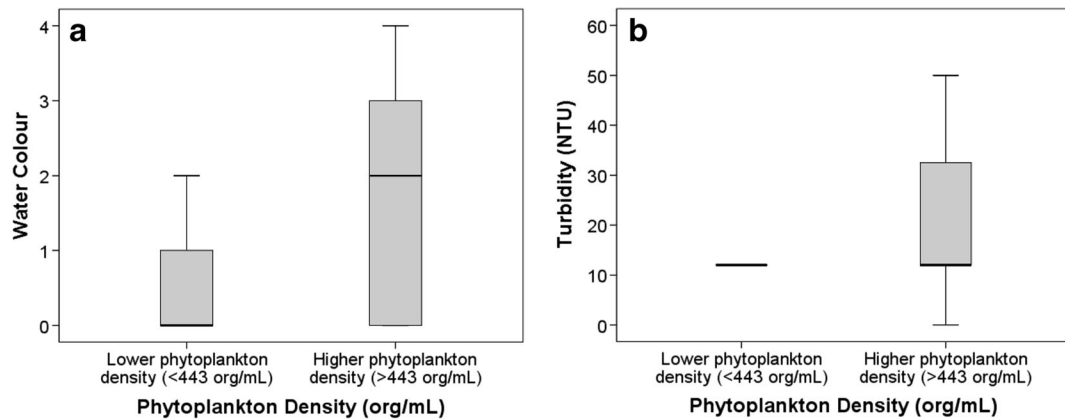 a
Water Colour
4
3
2
1
0
Lower phytoplankton
density (<443 org/mL)
Higher phytoplankton
density (>443 org/mL)
Phytoplankton Density (org/mL)
b
Turbidity (NTU)
60
50
40
30
20
10
0
Lower phytoplankton
density (<443 org/mL)
Higher phytoplankton
density (>443 org/mL)
Phytoplankton Density (org/mL)